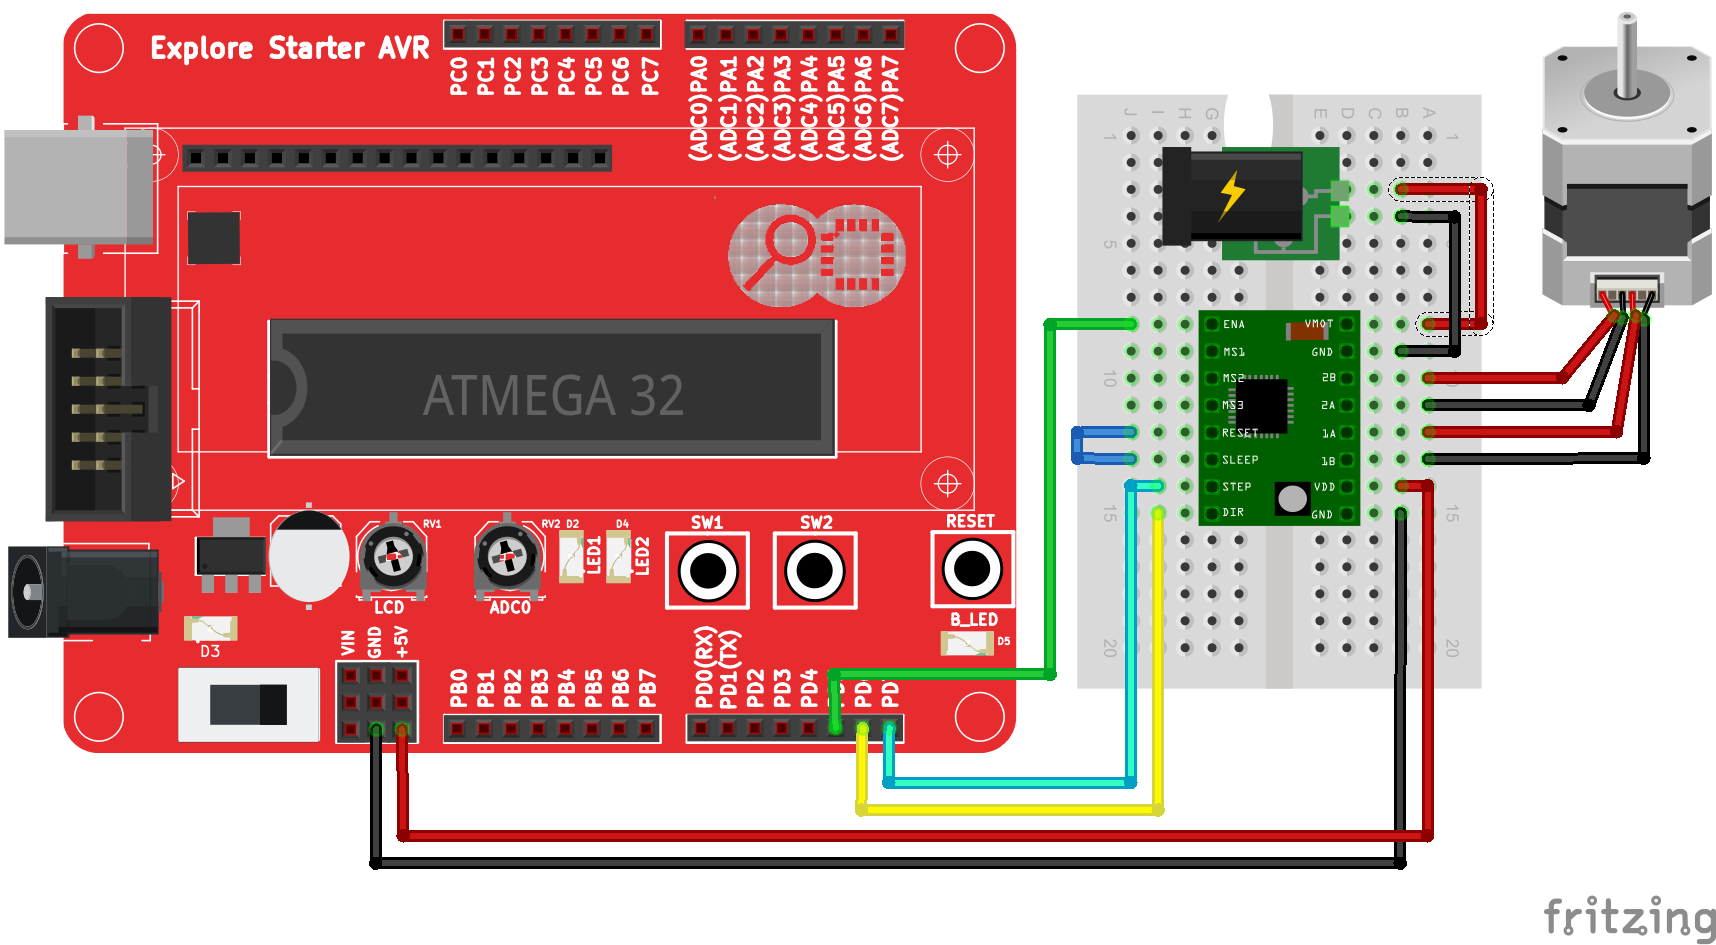 Explore Starter AVR
PC0 PC1 PC2 PC3 PC4 PC5 PC6 PC7
(ADC0)PA0 (ADC1)PA1 (ADC2)PA2 (ADC3)PA3 (ADC4)PA4 (ADC5)PA5 (ADC6)PA6 (ADC7)PA7
J I H G E D C B A
1 1
5
10
15 15
20 20
ENA VMOT
MS1 GND
MS2 2B
MS3 2A
RESET 1A
SLEEP 1B
STEP VDD
DIR GND
ATMEGA 32
RV1 RV2 D2 D4
LED1 LED2
SW1 SW2 RESET
LCD ADC0 B_LED
D5
D3
VIN GND +5V
PB0 PB1 PB2 PB3 PB4 PB5 PB6 PB7
PD0(RX) PD1(TX) PD2 PD3 PD4 PD PD
fritzing